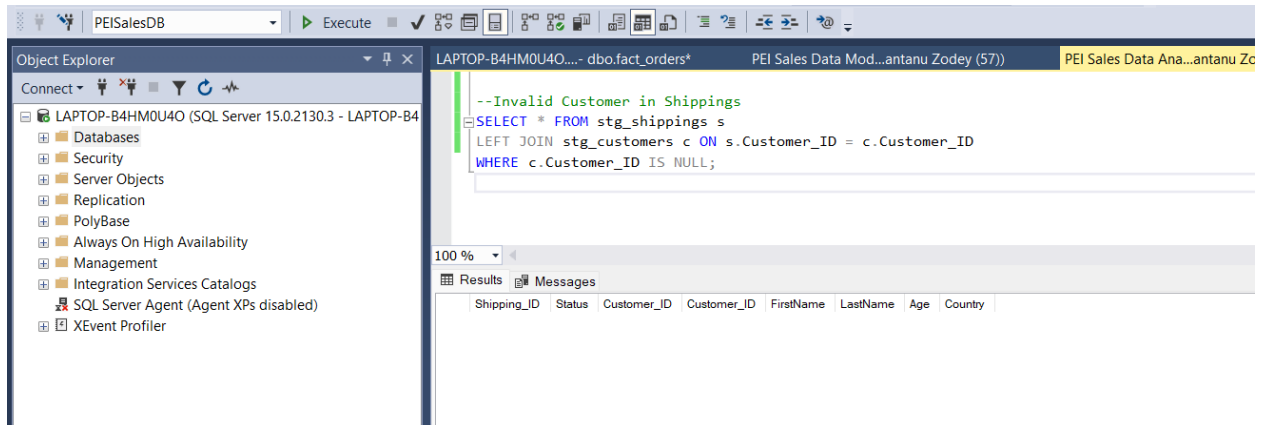 PEISalesDB
Execute
Object Explorer
Connect
LAPTOP-B4HM0U4O (SQL Server 15.0.2130.3 - LAPTOP-B4
Databases
Security
Server Objects
Replication
PolyBase
Always On High Availability
Management
Integration Services Catalogs
SQL Server Agent (Agent XPs disabled)
XEvent Profiler
LAPTOP-B4HM0U4O....- dbo.fact_orders*
PEI Sales Data Mod...antanu Zodey (57))
PEI Sales Data Ana...antanu Zo
--Invalid Customer in Shippings
SELECT * FROM stg_shippings s
LEFT JOIN stg_customers c ON s.Customer_ID = c.Customer_ID
WHERE c.Customer_ID IS NULL;
100 %
Results Messages
Shipping_ID Status Customer_ID Customer_ID FirstName LastName Age Country